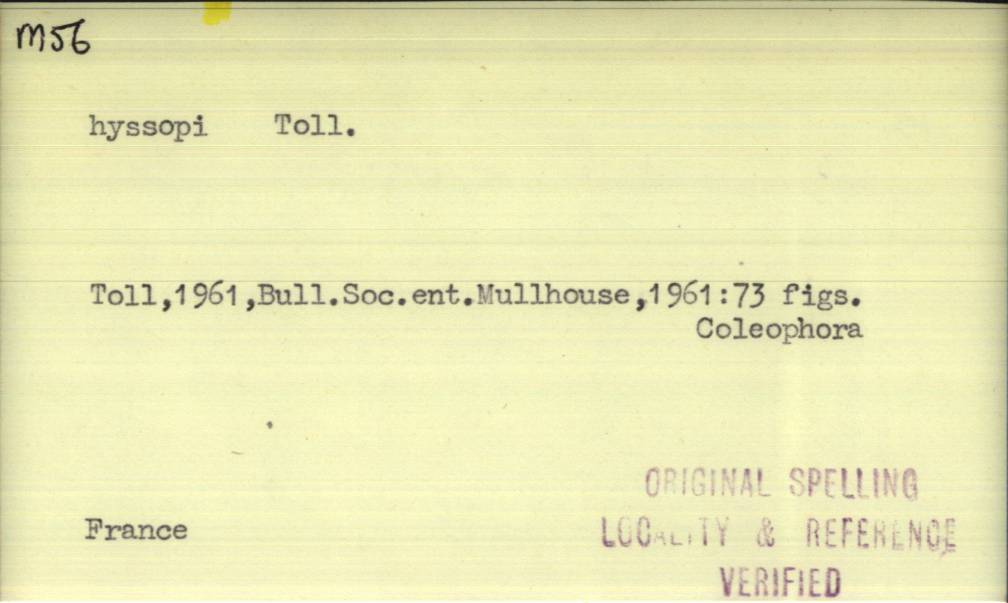 M56
hyssopi Toll.
Toll,1961,Bull.Soc.ent.Mullhouse,1961:73 figs.
Coleophora
France
ORIGINAL SPELLING
LOCALITY & REFERENCE
VERIFIED